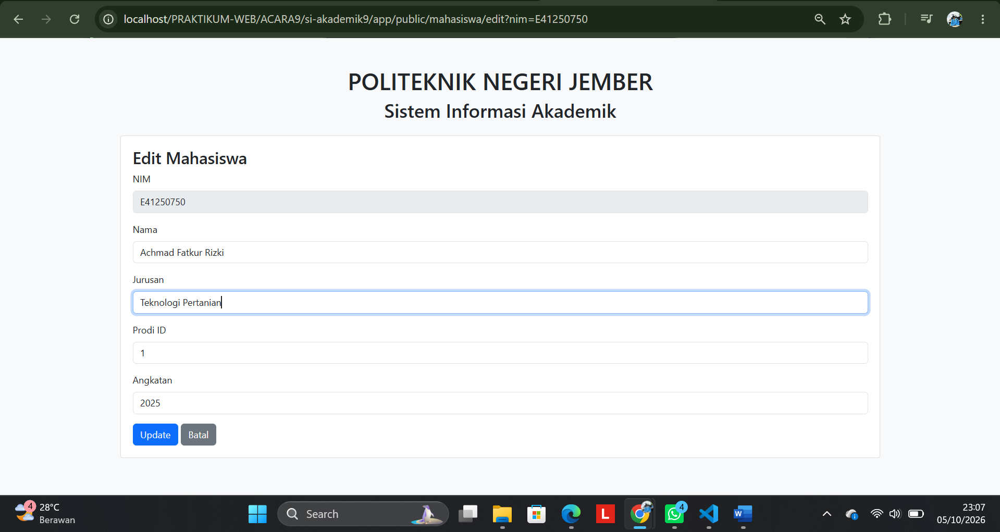 localhost/PRAKTIKUM-WEB/ACARA9/si-akademik9/app/public/mahasiswa/edit?nim=E41250750
POLITEKNIK NEGERI JEMBER
Sistem Informasi Akademik
Edit Mahasiswa
NIM
E41250750
Nama
Achmad Fatkur Rizki
Jurusan
Teknologi Pertanian
Prodi ID
1
Angkatan
2025
Update Batal
4
28°C
Berawan
Search
L
4
W
23:07
05/10/2026